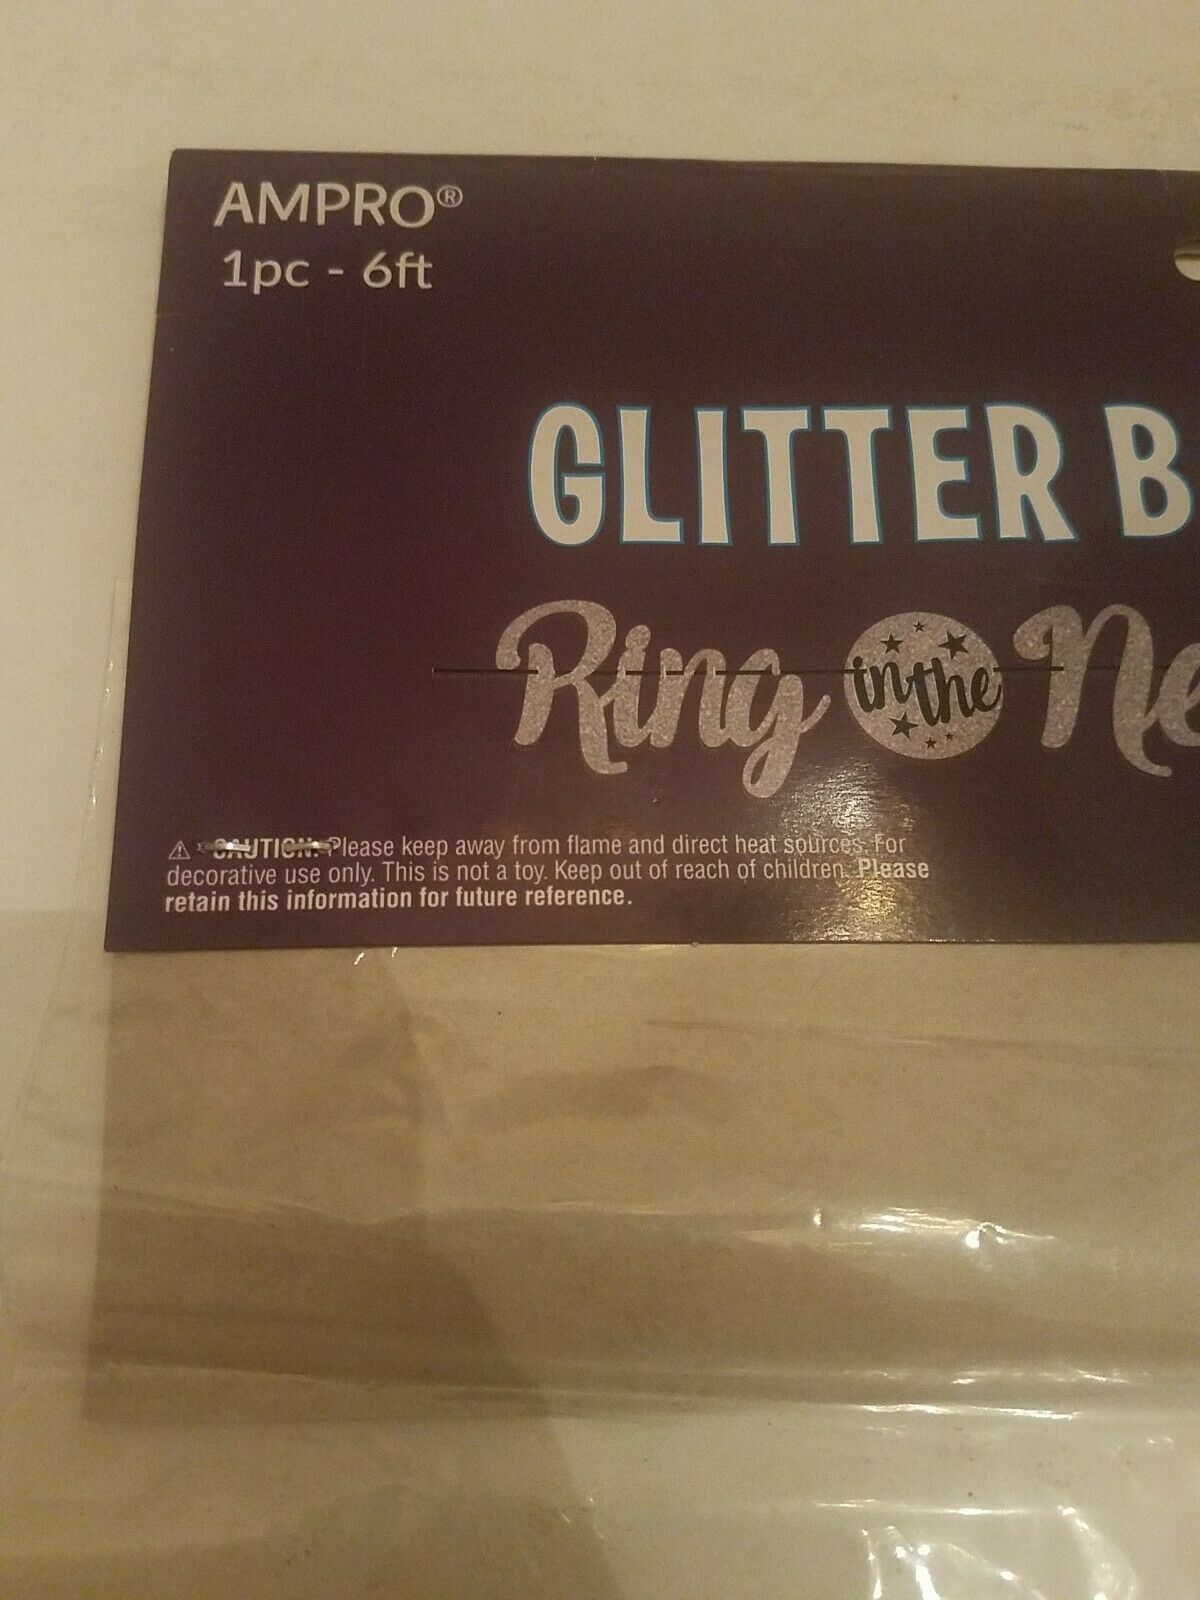 AMPRO®
1pc - 6ft
GLITTER B
Ring in the Ne
⚠ CAUTION: Please keep away from flame and direct heat sources. For
decorative use only. This is not a toy. Keep out of reach of children. Please
retain this information for future reference.